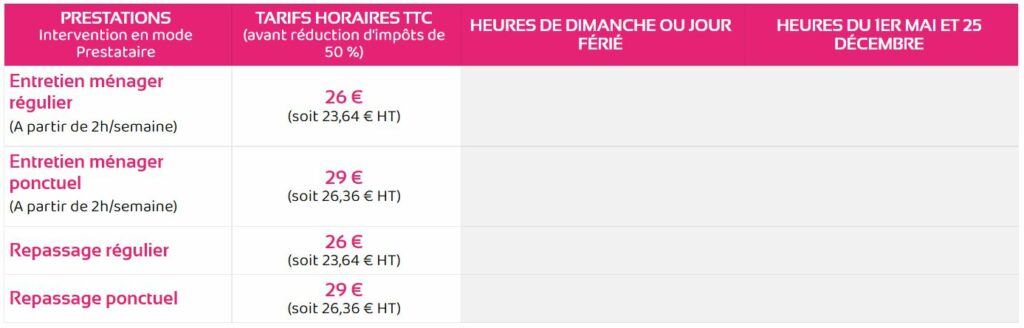 PRESTATIONS
Intervention en mode
Prestataire
TARIFS HORAIRES TTC
(avant réduction d'impôts de
50 %)
HEURES DE DIMANCHE OU JOUR
FÉRIÉ
HEURES DU 1ER MAI ET 25
DÉCEMBRE
Entretien ménager
régulier
(A partir de 2h/semaine)
26 €
(soit 23,64 € HT)
Entretien ménager
ponctuel
(A partir de 2h/semaine)
29 €
(soit 26,36 € HT)
Repassage régulier
26 €
(soit 23,64 € HT)
Repassage ponctuel
29 €
(soit 26,36 € HT)